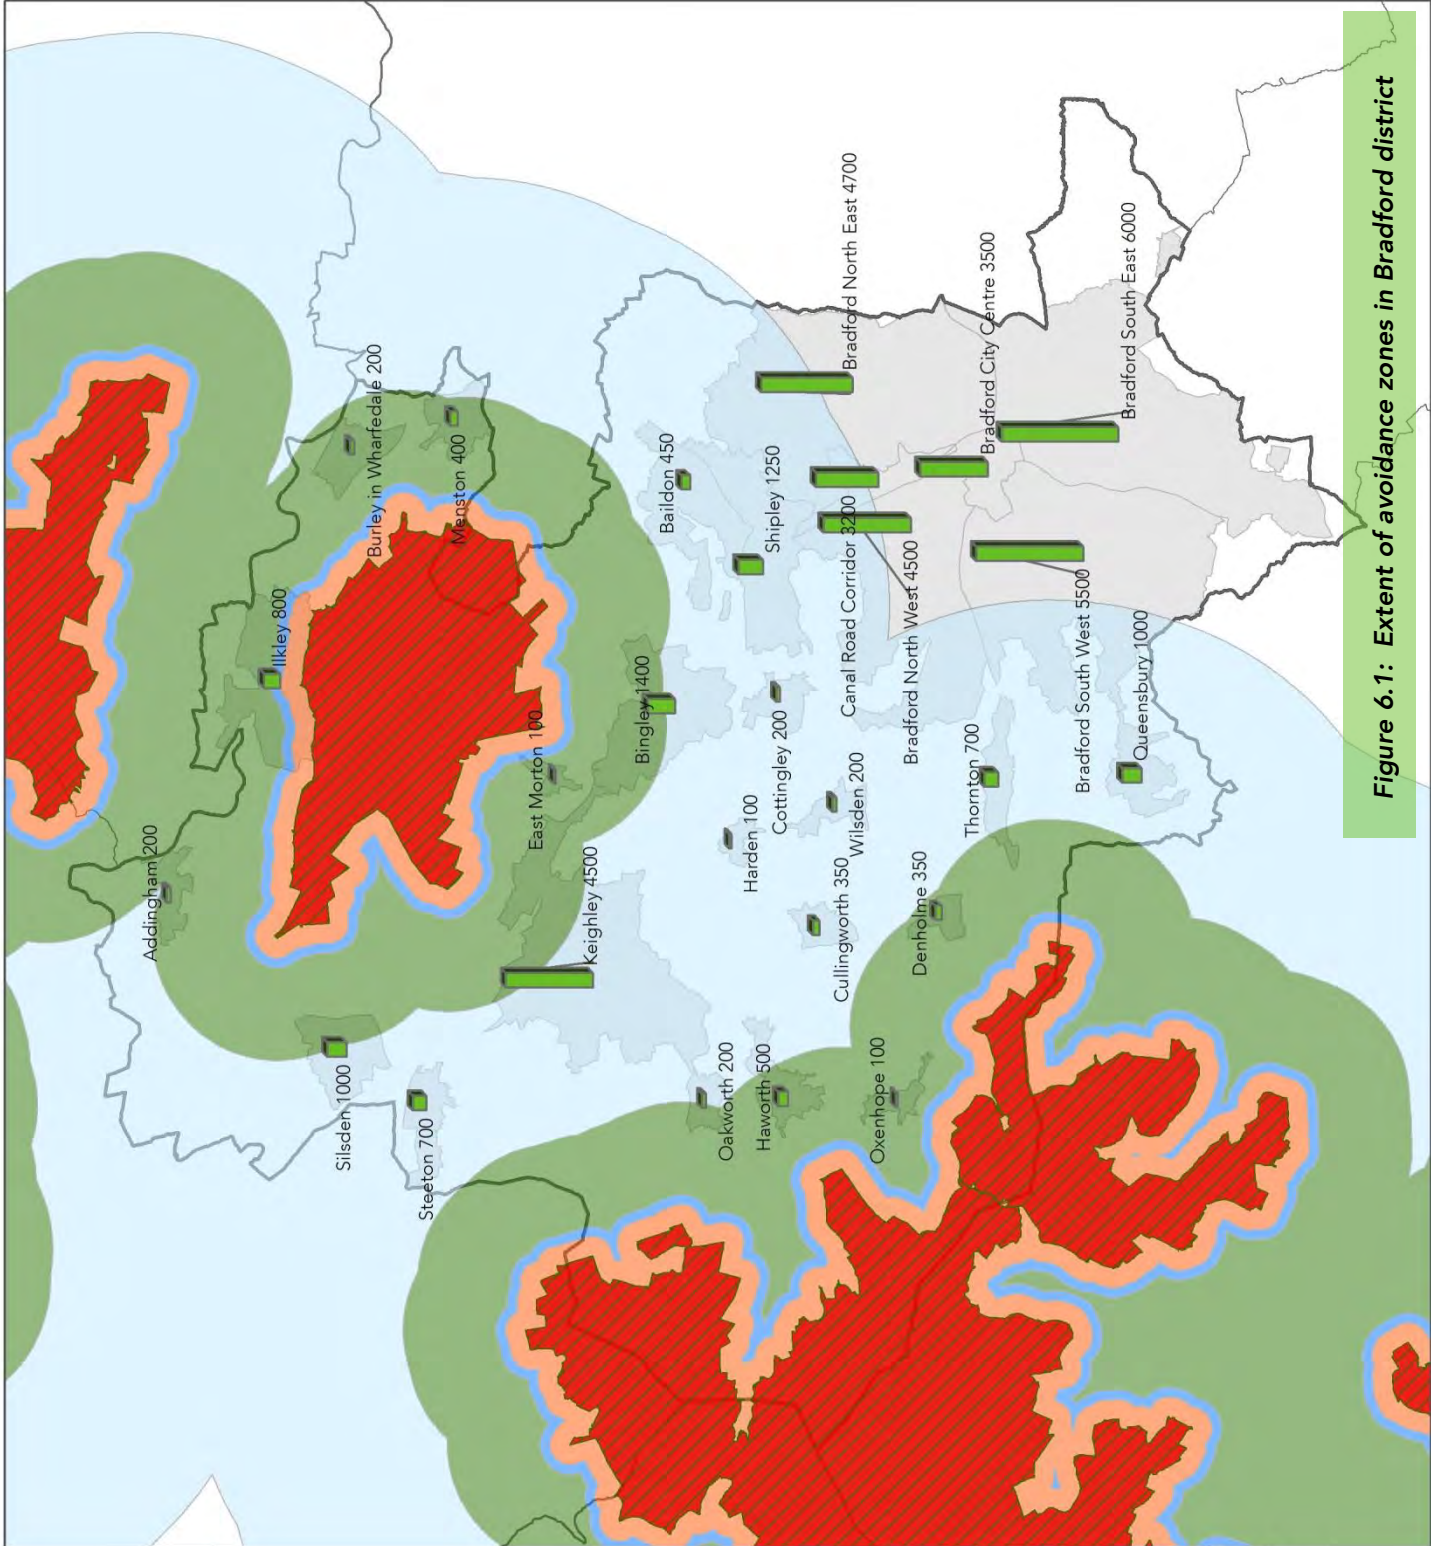 Addingham 200
Silsden 1000
Steeton 700
Ilkley 800
Burley in Wharfedale 200
Menston 400
East Morton 100
Keighley 4500
Bingley 1400
Baildon 450
Shipley 1250
Cottingley 200
Harden 100
Wilsden 200
Cullingworth 350
Denholme 350
Oakworth 200
Haworth 500
Oxenhope 100
Thornton 700
Queensbury 1000
Canal Road Corridor 3200
Bradford North West 4500
Bradford North East 4700
Bradford City Centre 3500
Bradford South West 5500
Bradford South East 6000
Figure 6.1: Extent of avoidance zones in Bradford district